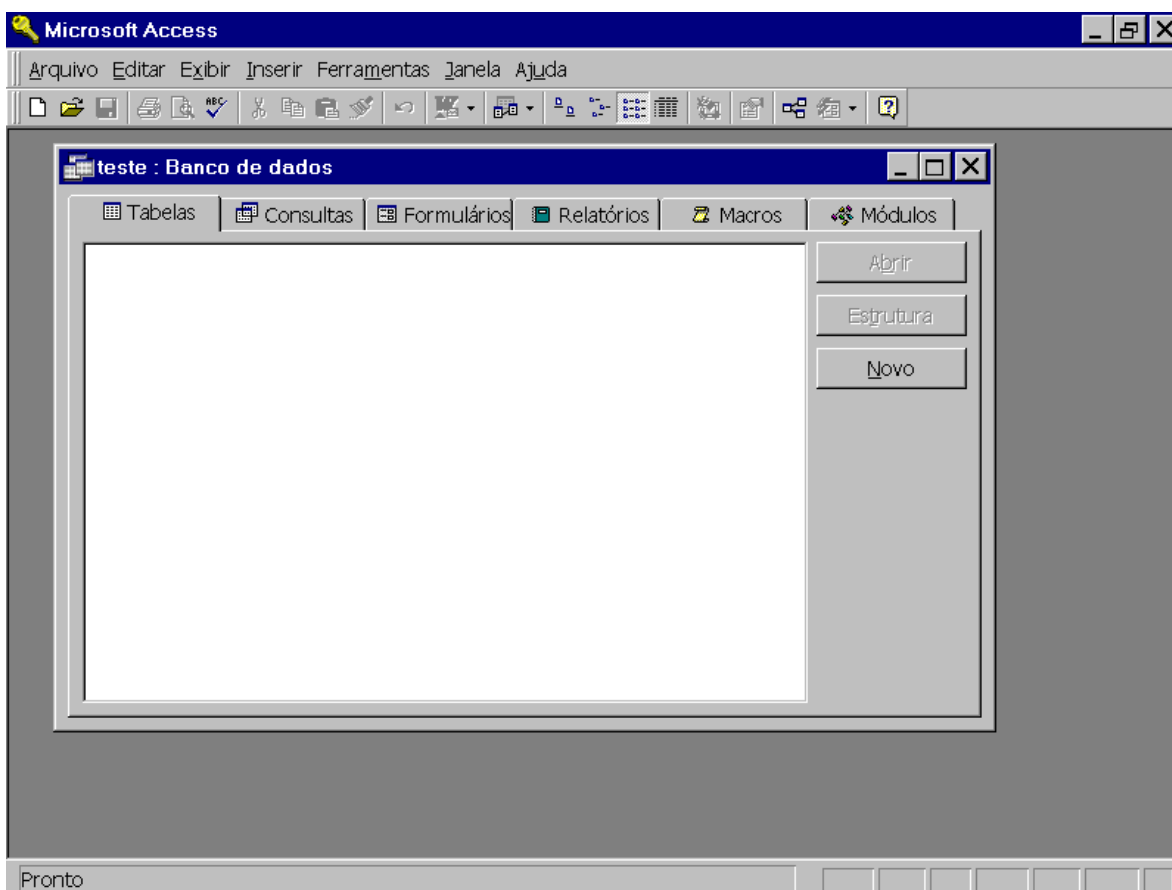 Microsoft Access
Arquivo Editar Exibir Inserir Ferramentas Janela Ajuda
ABC
teste : Banco de dados
Tabelas Consultas Formulários Relatórios Macros Módulos
Abrir
Estrutura
Novo
Pronto